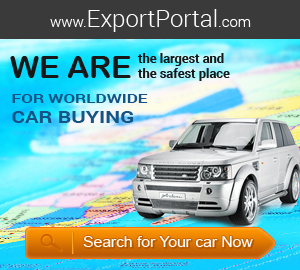 www.ExportPortal.com
WE ARE the largest and
and the safest place
FOR WORLDWIDE
CAR BUYING
Search for Your car Now